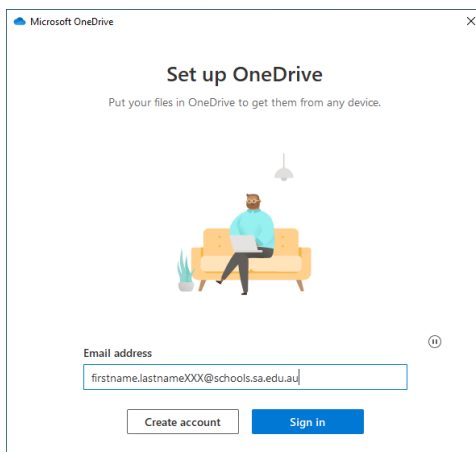 Microsoft OneDrive
Set up OneDrive
Put your files in OneDrive to get them from any device.
Email address
firstname.lastnameXXX@schools.sa.edu.au
Create account
Sign in